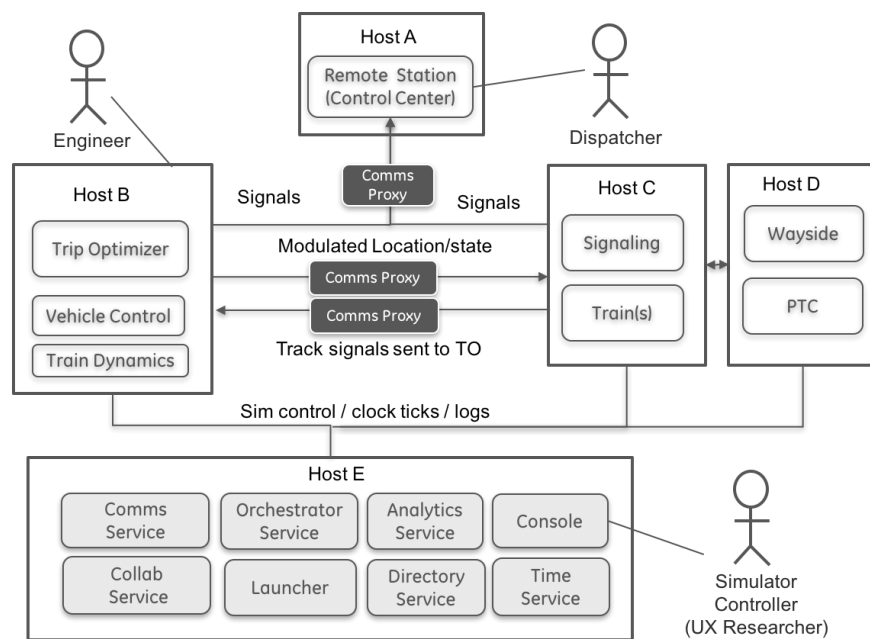 Host A
Remote Station
(Control Center)
Engineer
Dispatcher
Host B
Trip Optimizer
Vehicle Control
Train Dynamics
Signals
Comms
Proxy
Signals
Modulated Location/state
Comms Proxy
Comms Proxy
Track signals sent to TO
Host C
Signaling
Train(s)
Host D
Wayside
PTC
Sim control / clock ticks / logs
Host E
Comms
Service
Orchestrator
Service
Analytics
Service
Console
Collab
Service
Launcher
Directory
Service
Time
Service
Simulator
Controller
(UX Researcher)